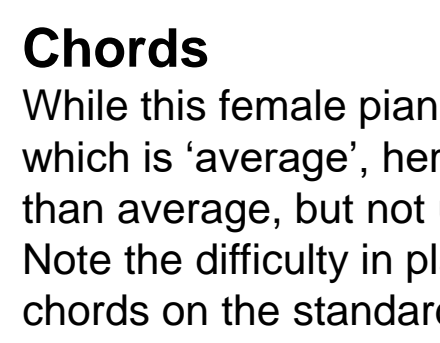 Chords
While this female pian
which is ‘average’, her
than average, but not
Note the difficulty in pl
chords on the standard